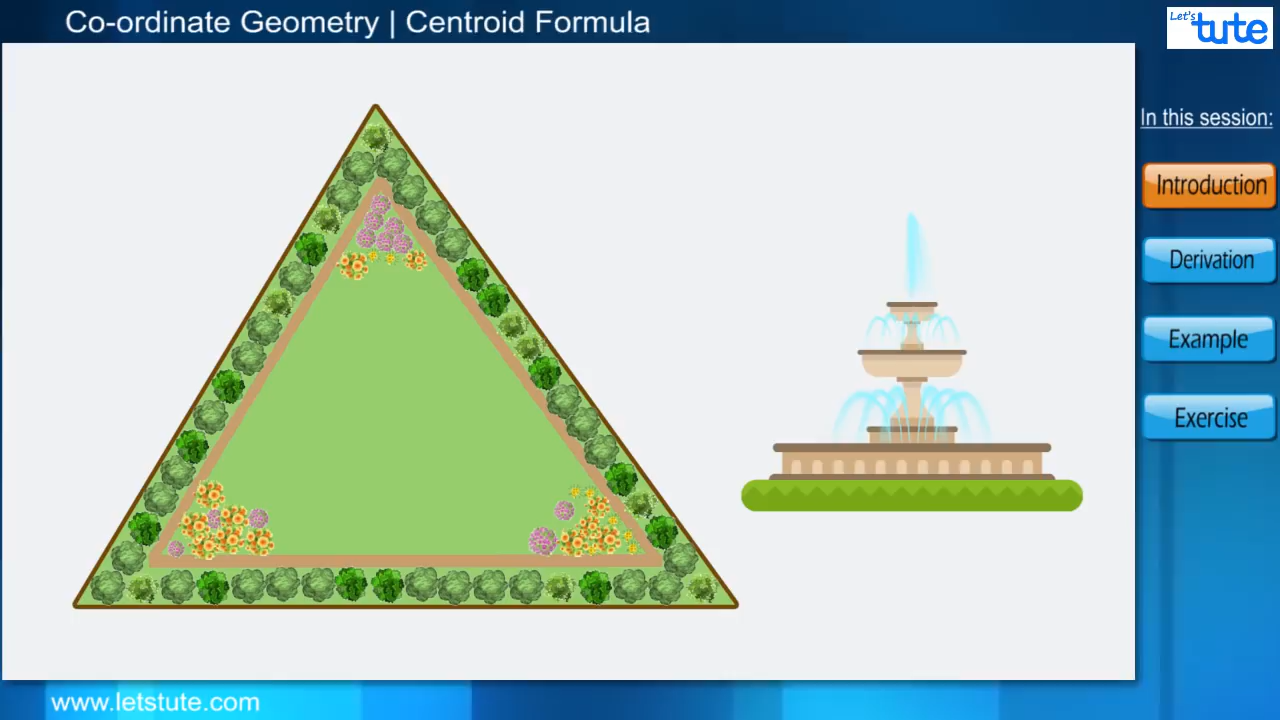 Co-ordinate Geometry | Centroid Formula
Let's
tute
In this session:
Introduction
Derivation
Example
Exercise
www.letstute.com